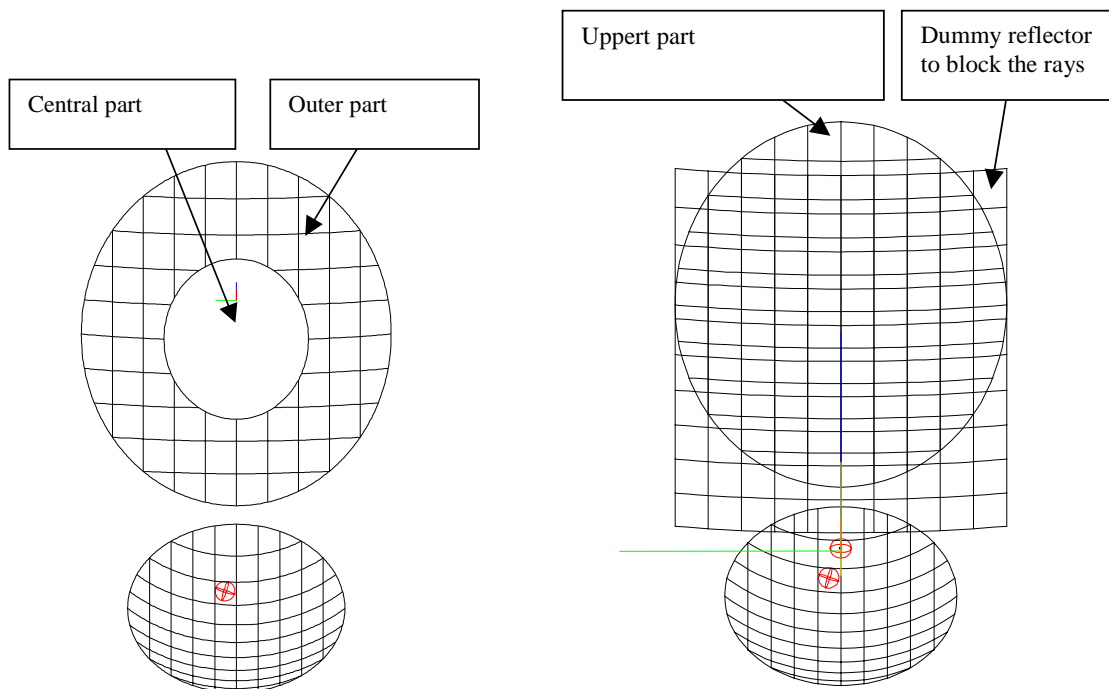 Central part
Outer part
Uppert part
Dummy reflector
to block the rays